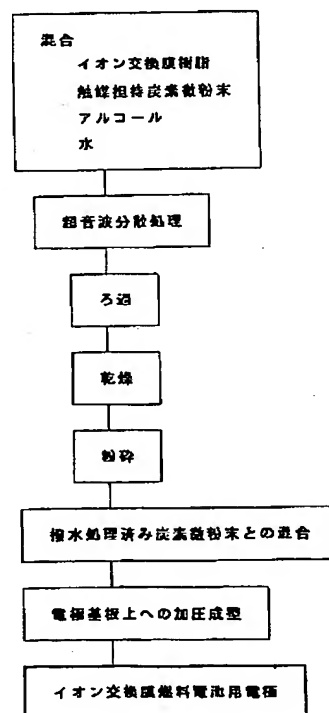 混合
イオン交換膜樹脂
触媒担持炭素微粉末
アルコール
水
超音波分散処理
ろ過
乾燥
粉砕
撥水処理済み炭素微粉末との混合
電極基板上への加圧成型
イオン交換膜燃料電池用電極